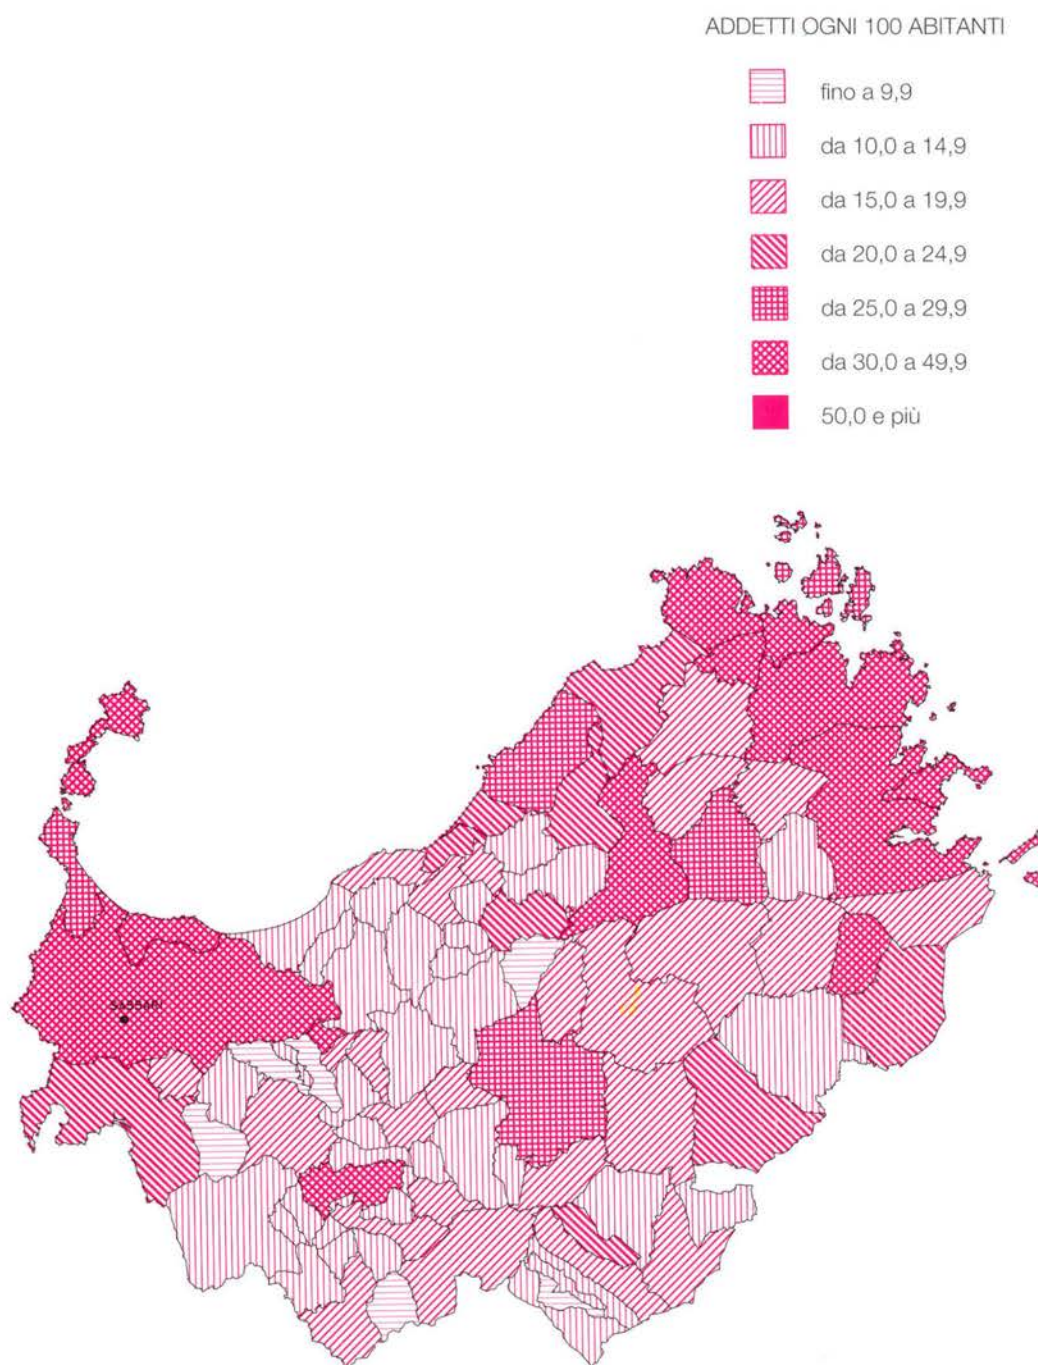 ADDETTI OGNI 100 ABITANTI
fino a 9,9
da 10,0 a 14,9
da 15,0 a 19,9
da 20,0 a 24,9
da 25,0 a 29,9
da 30,0 a 49,9
50,0 e più
SASSARI